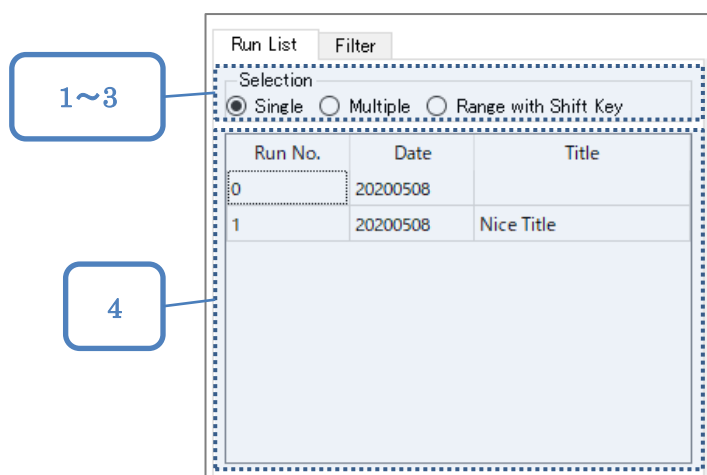 Run List Filter
Selection
1～3
Single Multiple Range with Shift Key
Run No. Date Title
0 20200508
1 20200508 Nice Title
4